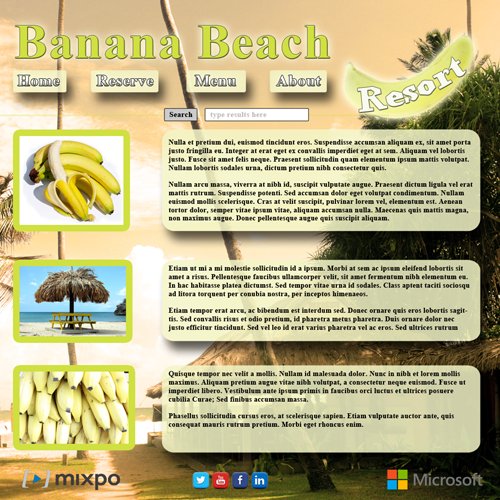 Banana Beach
Resort
Home Reserve Menu About
Search type results here
Nulla et pretium dui, euismod tincidunt eros. Suspendisse accumsan aliquam ex, sit amet porta
justo fringilla eu. Integer at erat eget ex convallis imperdiet eget at sem. Aliquam vel lobortis
justo. Fusce sit amet felis neque. Praesent sollicitudin quam elementum ipsum mattis volutpat.
Nullam lobortis sodales urna, dictum pretium nibh consectetur quis.
Nullam arcu massa, viverra at nibh id, suscipit vulputate augue. Praesent dictum ligula vel erat
mattis rutrum. Suspendisse potenti. Sed accumsan dolor eget volutpat condimentum. Nullam
euismod mollis scelerisque. Cras at velit suscipit, pulvinar lorem vel, elementum est. Aenean
tortor dolor, semper vitae ipsum vitae, aliquam accumsan nulla. Maecenas quis mattis magna,
non maximus augue. Donec pellentesque augue quis suscipit aliquam.
Etiam ut mi a mi molestie sollicitudin id a ipsum. Morbi at sem ac ipsum eleifend lobortis sit
amet a risus. Pellentesque faucibus ullamcorper velit, sit amet fermentum nibh elementum eu.
In hac habitasse platea dictumst. Sed tempor vitae urna id sodales. Class aptent taciti sociosqu
ad litora torquent per conubia nostra, per inceptos himenaeos.
Etiam tempor erat arcu, ac bibendum est interdum sed. Donec ornare quis eros lobortis sagit-
tis. Sed convallis risus et odio pretium, id pharetra metus pharetra. Duis ornare dolor nec
justo efficitur tincidunt. Sed vel leo id erat varius pharetra vel ac eros. Sed ultrices rutrum
Quisque tempor nec velit a mollis. Nullam id malesuada dolor. Nunc in nibh et lorem mollis
maximus. Aliquam pretium augue vitae nibh volutpat, a consectetur neque euismod. Fusce ut
imperdiet libero. Vestibulum ante ipsum primis in faucibus orci luctus et ultrices posuere
cubilia Curae; Sed finibus accumsan massa.
Phasellus sollicitudin cursus eros, at scelerisque sapien. Etiam vulputate auctor ante, quis
consequat mauris rutrum pretium. Morbi eget rhoncus enim.
mixpo
Microsoft